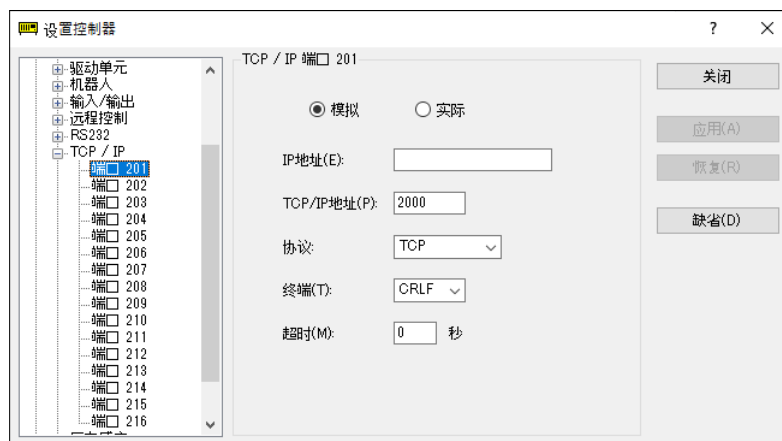 设置控制器
驱动单元
机器人
输入/输出
远程控制
RS232
TCP / IP
端口 201
端口 202
端口 203
端口 204
端口 205
端口 206
端口 207
端口 208
端口 209
端口 210
端口 211
端口 212
端口 213
端口 214
端口 215
端口 216
TCP / IP 端口 201
模拟 实际
IP地址(E):
TCP/IP地址(P): 2000
协议: TCP
终端(T): CRLF
超时(M): 0 秒
关闭
应用(A)
恢复(R)
缺省(D)